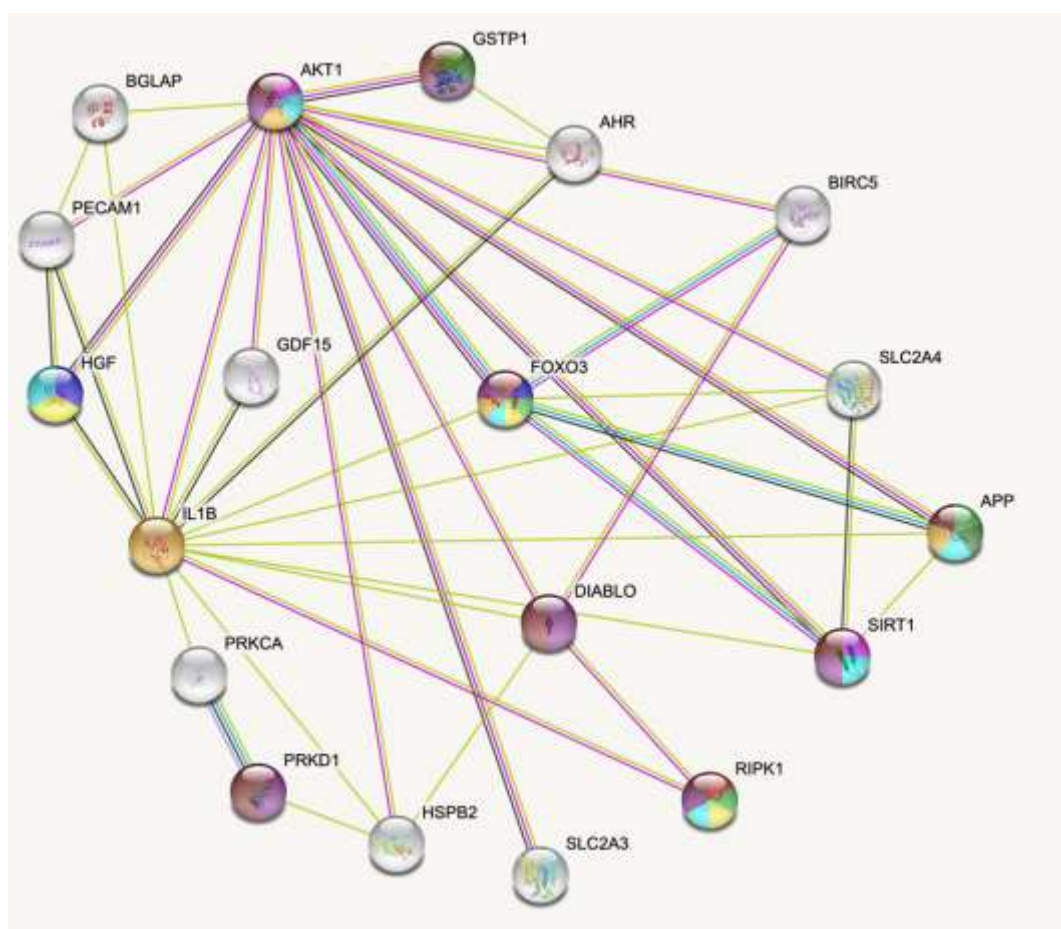 GSTP1
AKT1
BGLAP
AHR
BIRC5
PECAM1
HGF
GDF15
FOXO3
SLC2A4
IL1B
APP
DIABLO
SIRT1
PRKCA
PRKD1
RIPK1
HSPB2
SLC2A3